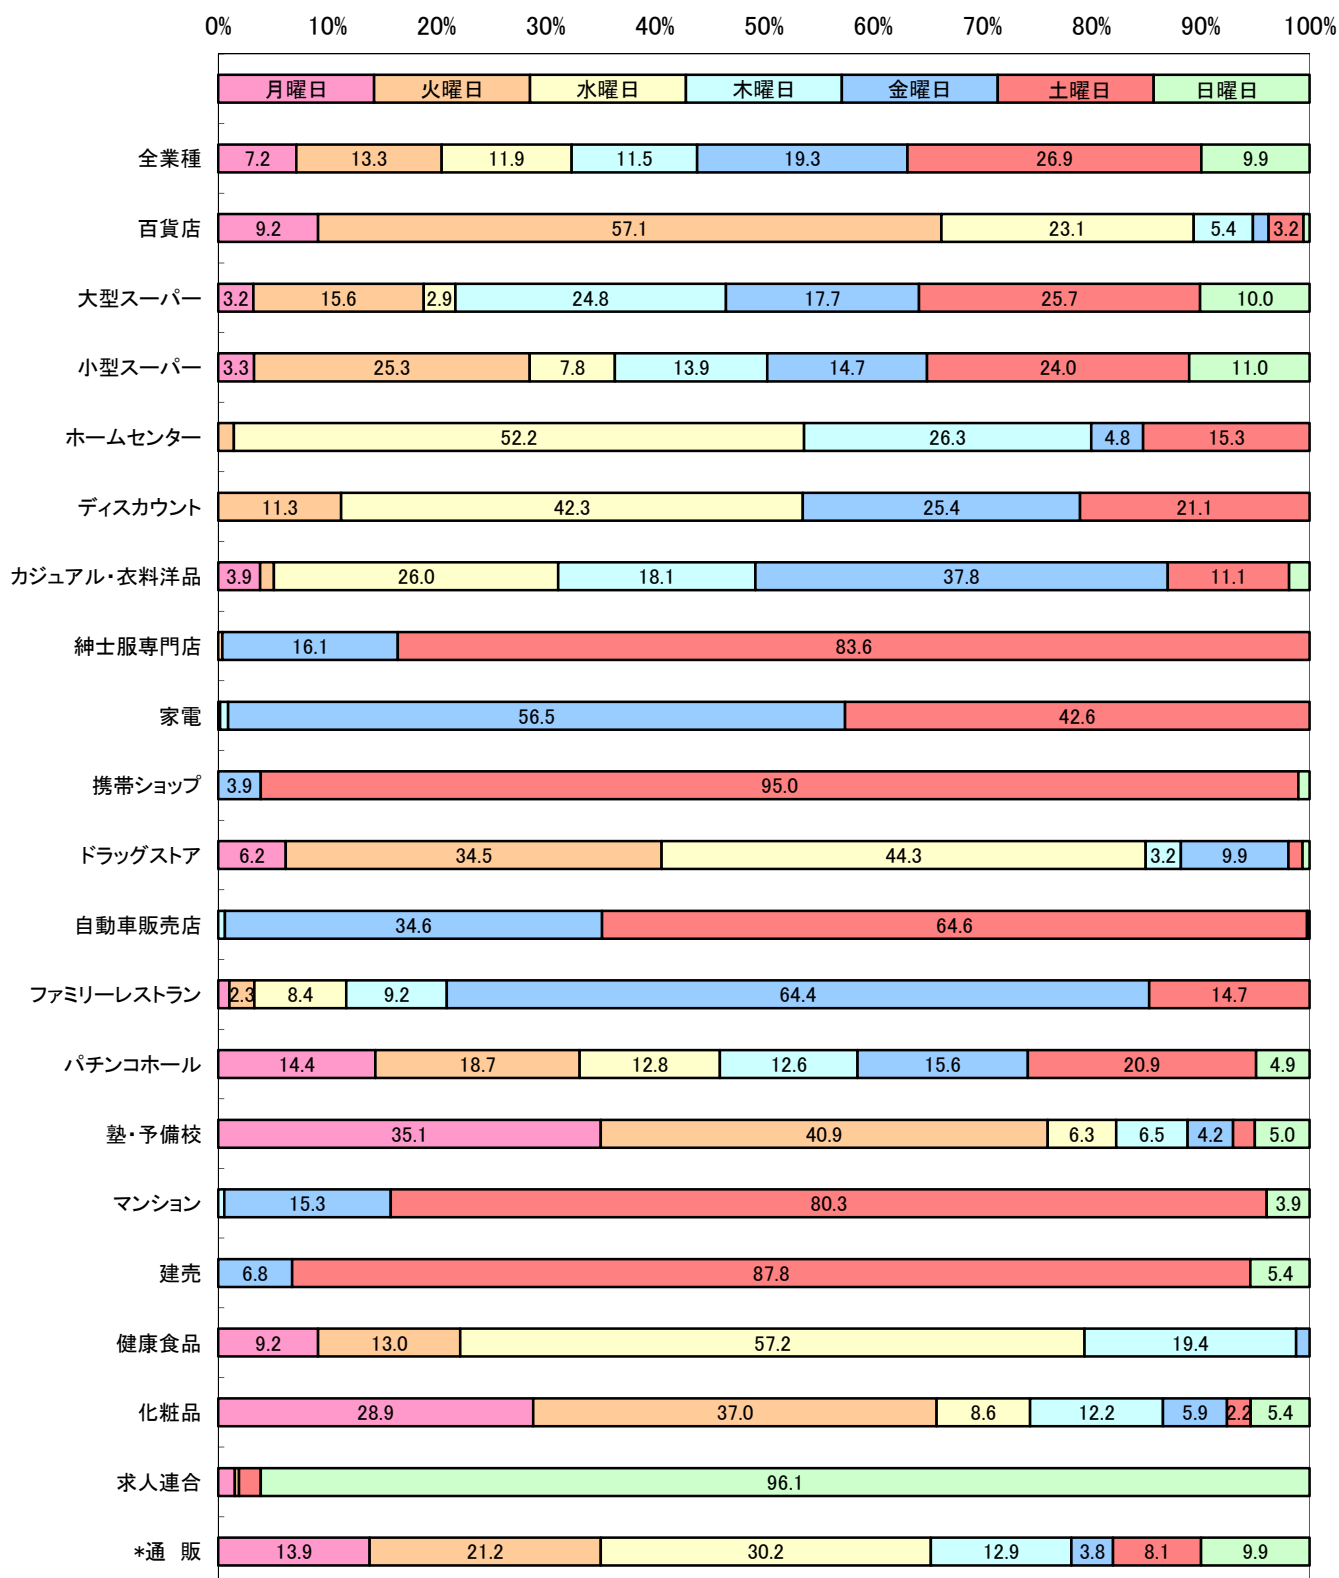 0% 10% 20% 30% 40% 50% 60% 70% 80% 90% 100%
月曜日 火曜日 水曜日 木曜日 金曜日 土曜日 日曜日
全業種 7.2 13.3 11.9 11.5 19.3 26.9 9.9
百貨店 9.2 57.1 23.1 5.4 3.2
大型スーパー 3.2 15.6 2.9 24.8 17.7 25.7 10.0
小型スーパー 3.3 25.3 7.8 13.9 14.7 24.0 11.0
ホームセンター 52.2 26.3 4.8 15.3
ディスカウント 11.3 42.3 25.4 21.1
カジュアル・衣料洋品 3.9 26.0 18.1 37.8 11.1
紳士服専門店 16.1 83.6
家電 56.5 42.6
携帯ショップ 3.9 95.0
ドラッグストア 6.2 34.5 44.3 3.2 9.9
自動車販売店 34.6 64.6
ファミリーレストラン 2.3 8.4 9.2 64.4 14.7
パチンコホール 14.4 18.7 12.8 12.6 15.6 20.9 4.9
塾・予備校 35.1 40.9 6.3 6.5 4.2 5.0
マンション 15.3 80.3 3.9
建売 6.8 87.8 5.4
健康食品 9.2 13.0 57.2 19.4
化粧品 28.9 37.0 8.6 12.2 5.9 2.2 5.4
求人連合 96.1
*通　販 13.9 21.2 30.2 12.9 3.8 8.1 9.9